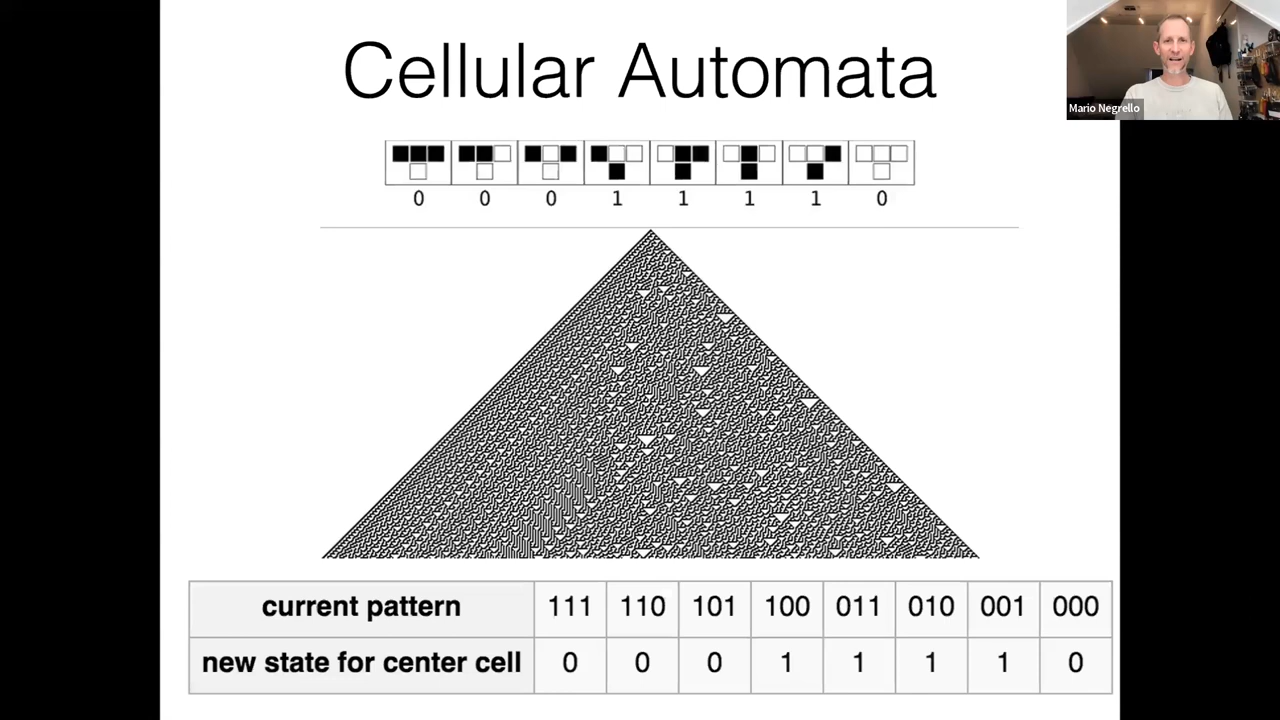 Cellular Automata
Mario Negrello
0 0 0 1 1 1 1 0
current pattern 111 110 101 100 011 010 001 000
new state for center cell 0 0 0 1 1 1 1 0